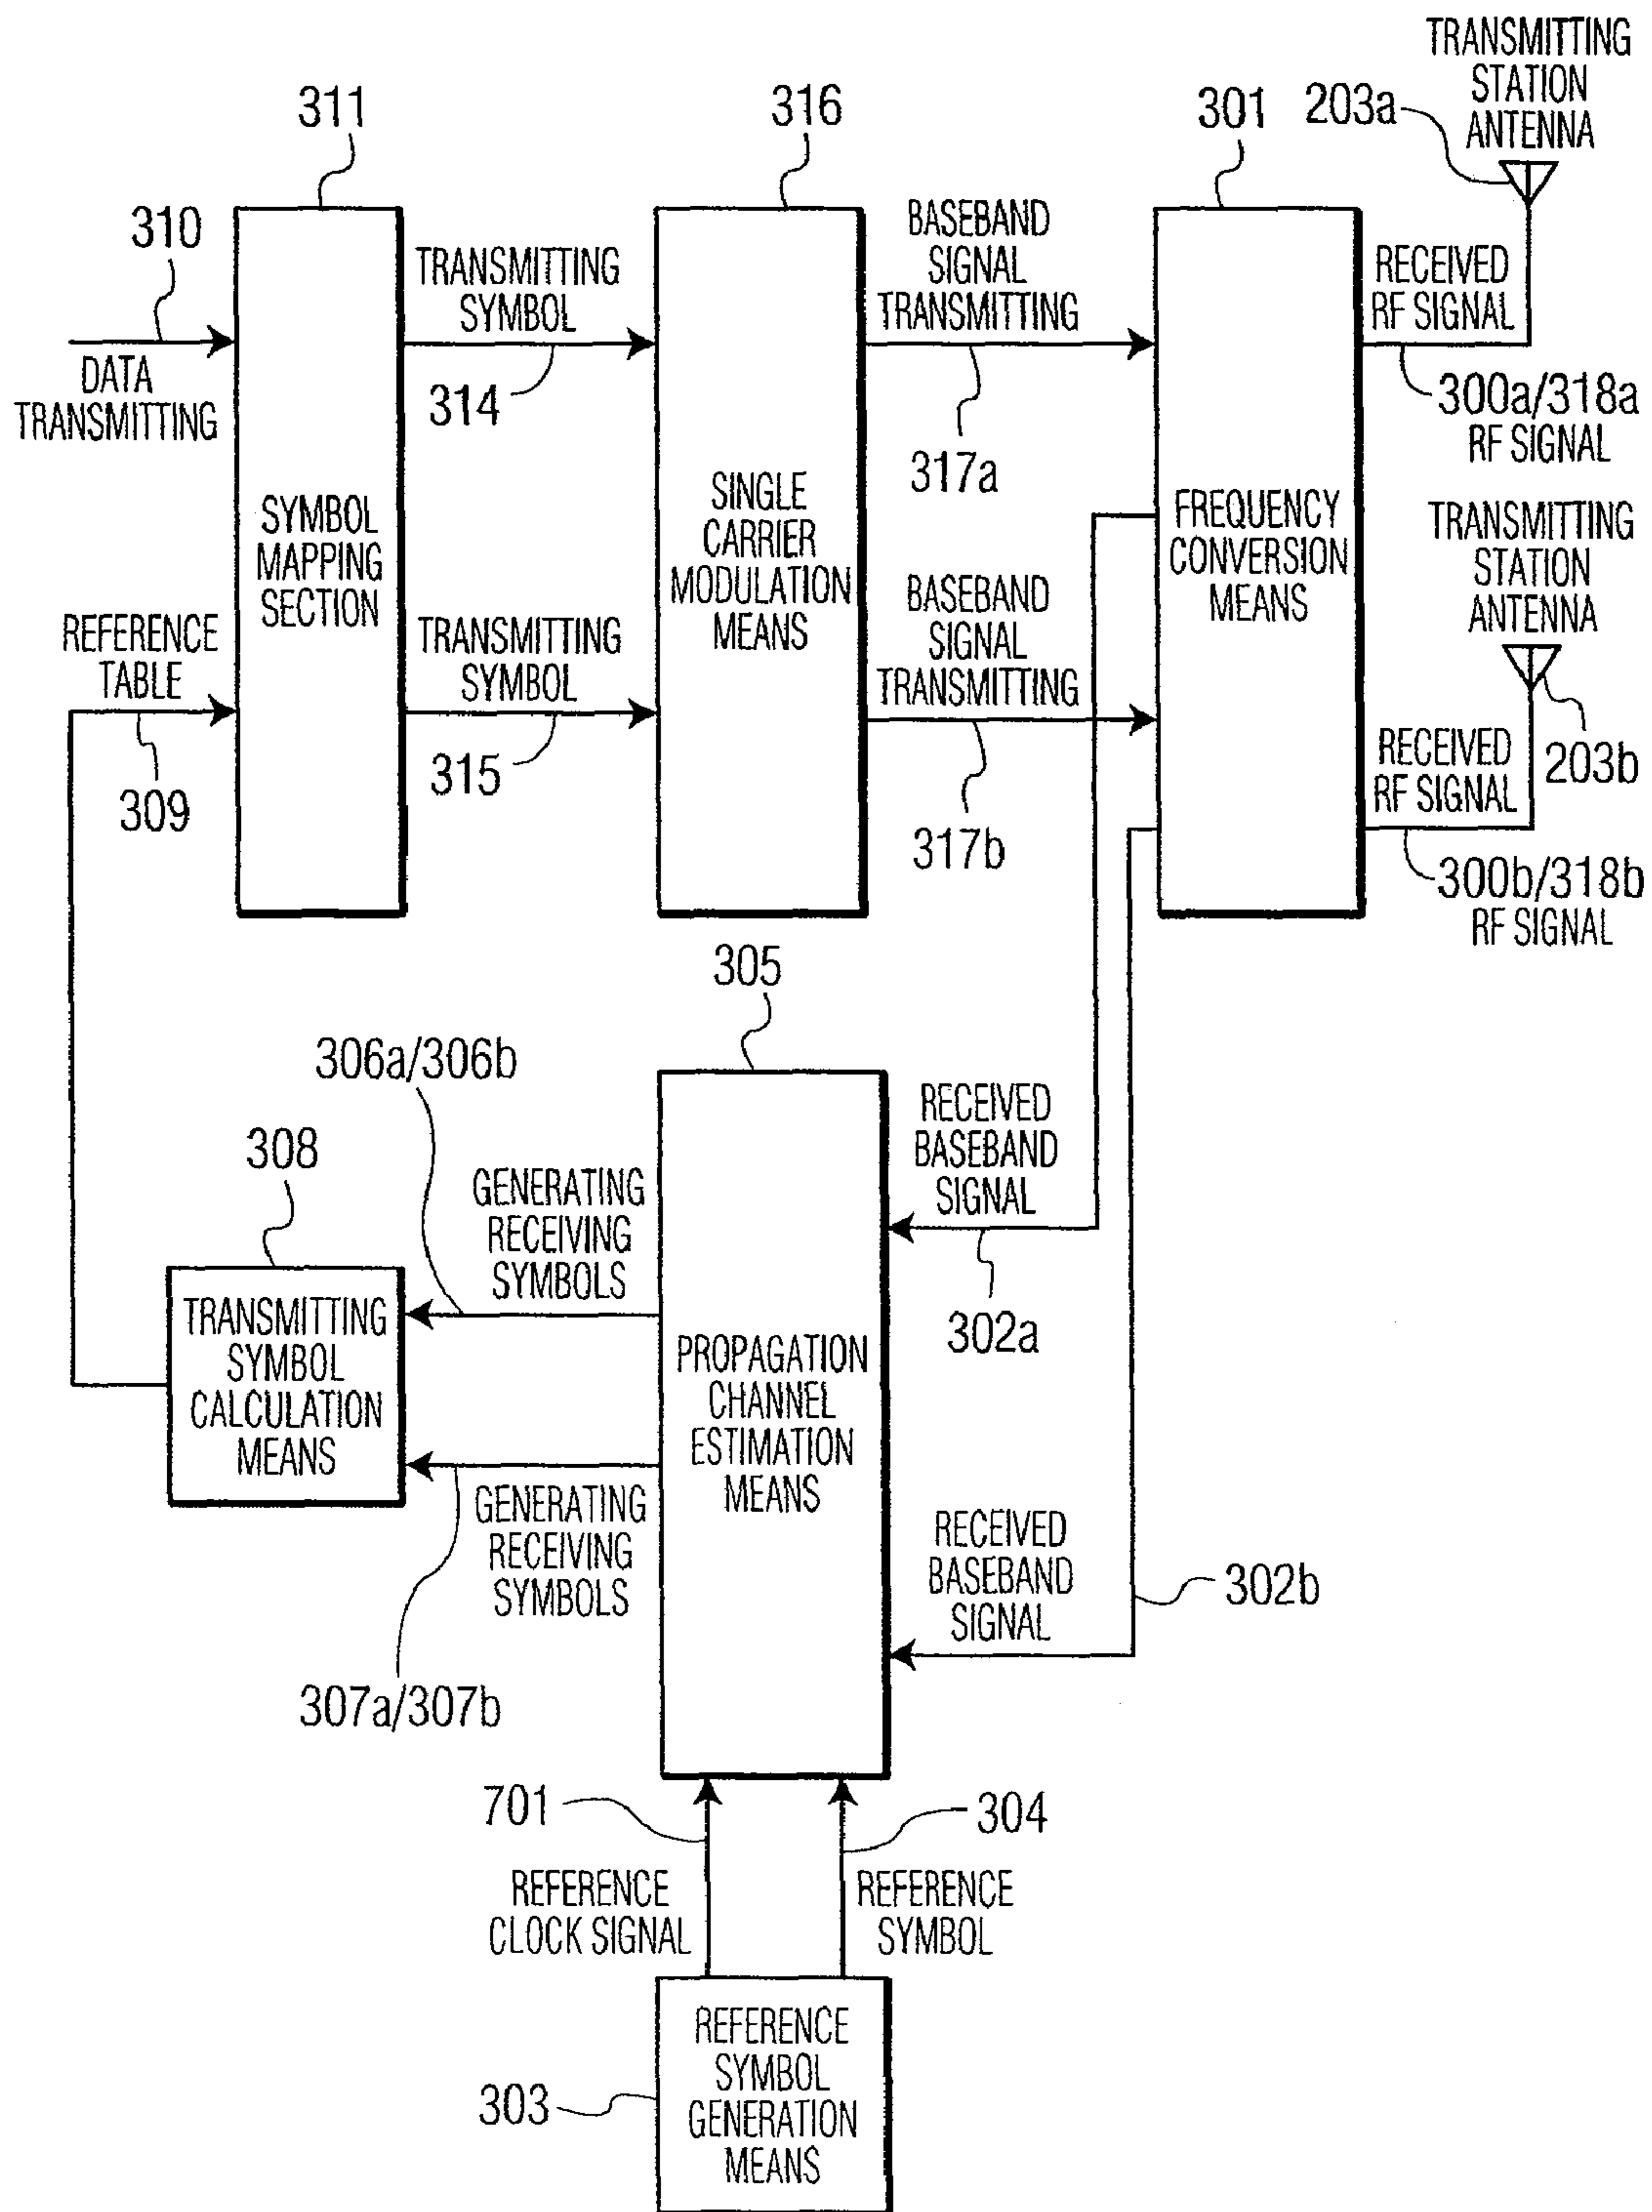 TRANSMITTING
STATION
ANTENNA
311
316
301
203a
310
DATA
TRANSMITTING
TRANSMITTING
SYMBOL
314
BASEBAND
SIGNAL
TRANSMITTING
317a
RECEIVED
RF SIGNAL
300a/318a
RF SIGNAL
SYMBOL
MAPPING
SECTION
SINGLE
CARRIER
MODULATION
MEANS
FREQUENCY
CONVERSION
MEANS
TRANSMITTING
STATION
ANTENNA
REFERENCE
TABLE
309
TRANSMITTING
SYMBOL
315
BASEBAND
SIGNAL
TRANSMITTING
317b
RECEIVED
RF SIGNAL
203b
300b/318b
RF SIGNAL
305
306a/306b
308
GENERATING
RECEIVING
SYMBOLS
RECEIVED
BASEBAND
SIGNAL
302a
TRANSMITTING
SYMBOL
CALCULATION
MEANS
PROPAGATION
CHANNEL
ESTIMATION
MEANS
GENERATING
RECEIVING
SYMBOLS
307a/307b
RECEIVED
BASEBAND
SIGNAL
302b
701
304
REFERENCE
CLOCK SIGNAL
REFERENCE
SYMBOL
303
REFERENCE
SYMBOL
GENERATION
MEANS